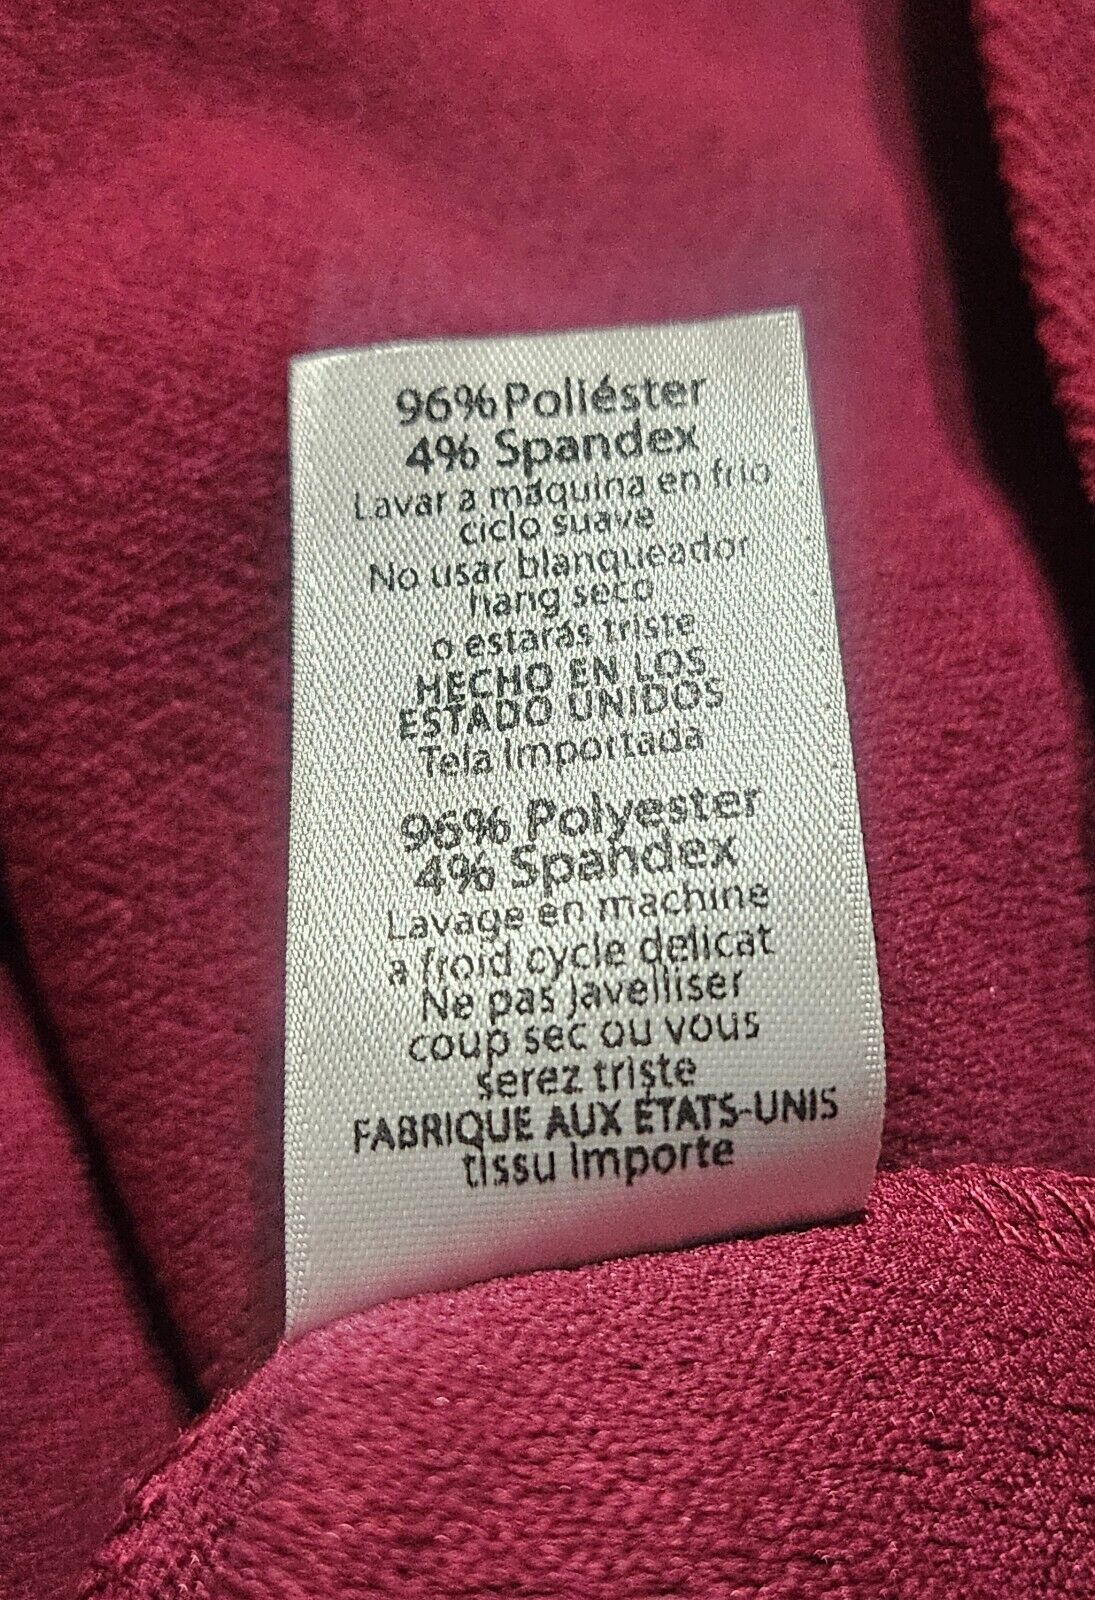 96% Poliéster
4% Spandex
Lavar a máquina en frio
ciclo suave
No usar blanqueador
hang seco
o estarás triste
HECHO EN LOS
ESTADO UNIDOS
Tela Importada
96% Polyester
4% Spandex
Lavage en machine
a froid cycle delicat
Ne pas javelliser
coup sec ou vous
serez triste
FABRIQUE AUX ÉTATS-UNIS
tissu importe